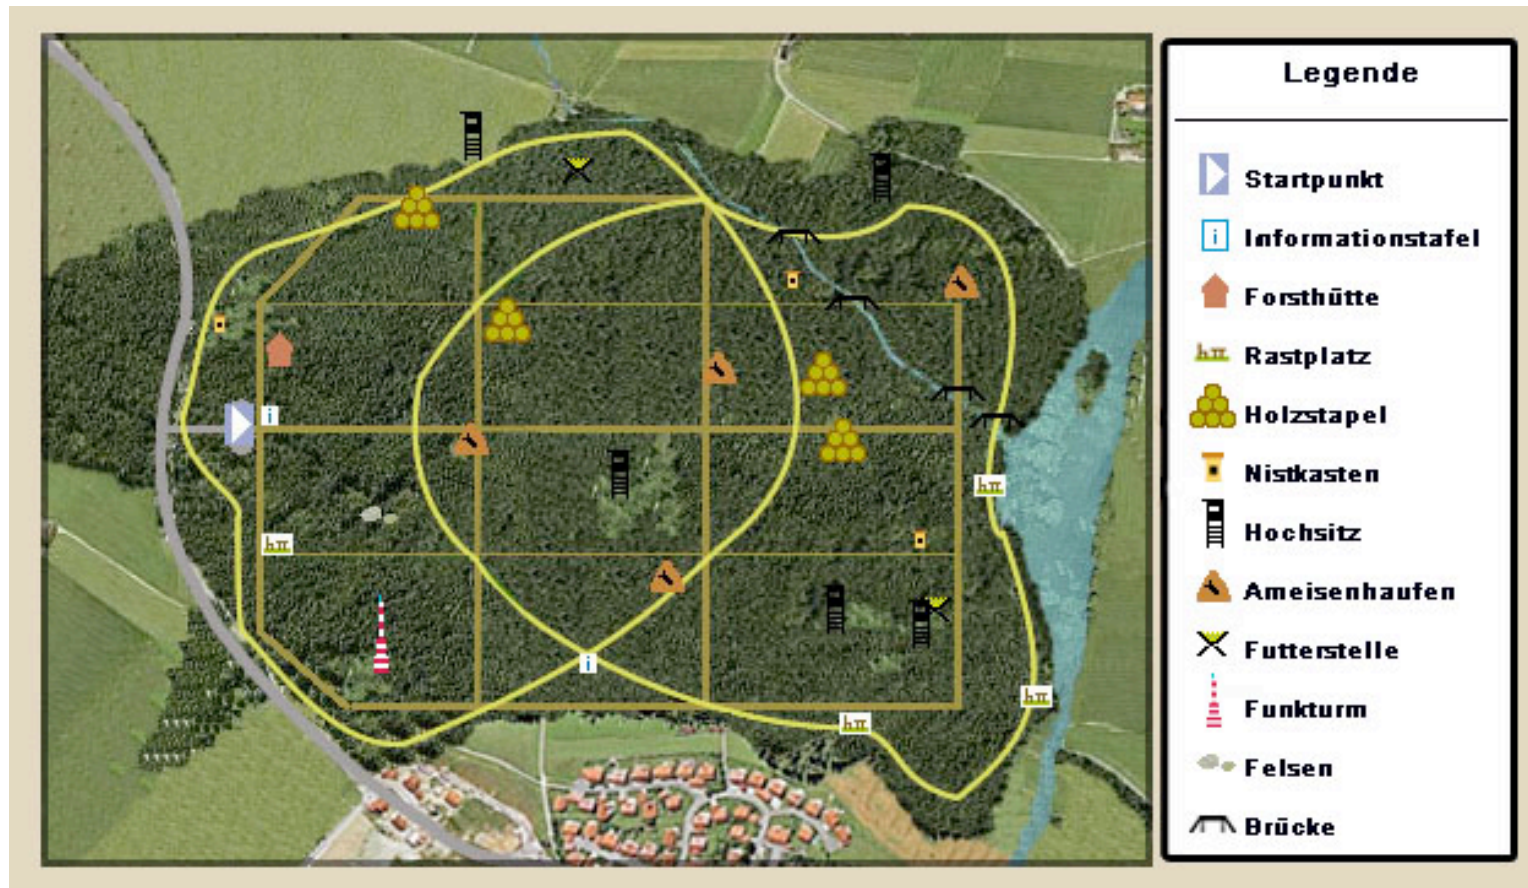 Legende
Startpunkt
i Informationstafel
Forsthütte
Rastplatz
Holzstapel
Nistkasten
Hochsitz
Ameisenhaufen
Futterstelle
Funkturm
Felsen
Brücke
i
i